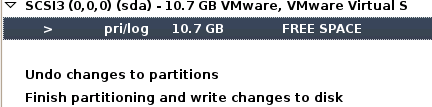 SCSI3 (0,0,0) (sda) - 10.7 GB VMware, VMware Virtual S
> pri/log 10.7 GB FREE SPACE
Undo changes to partitions
Finish partitioning and write changes to disk